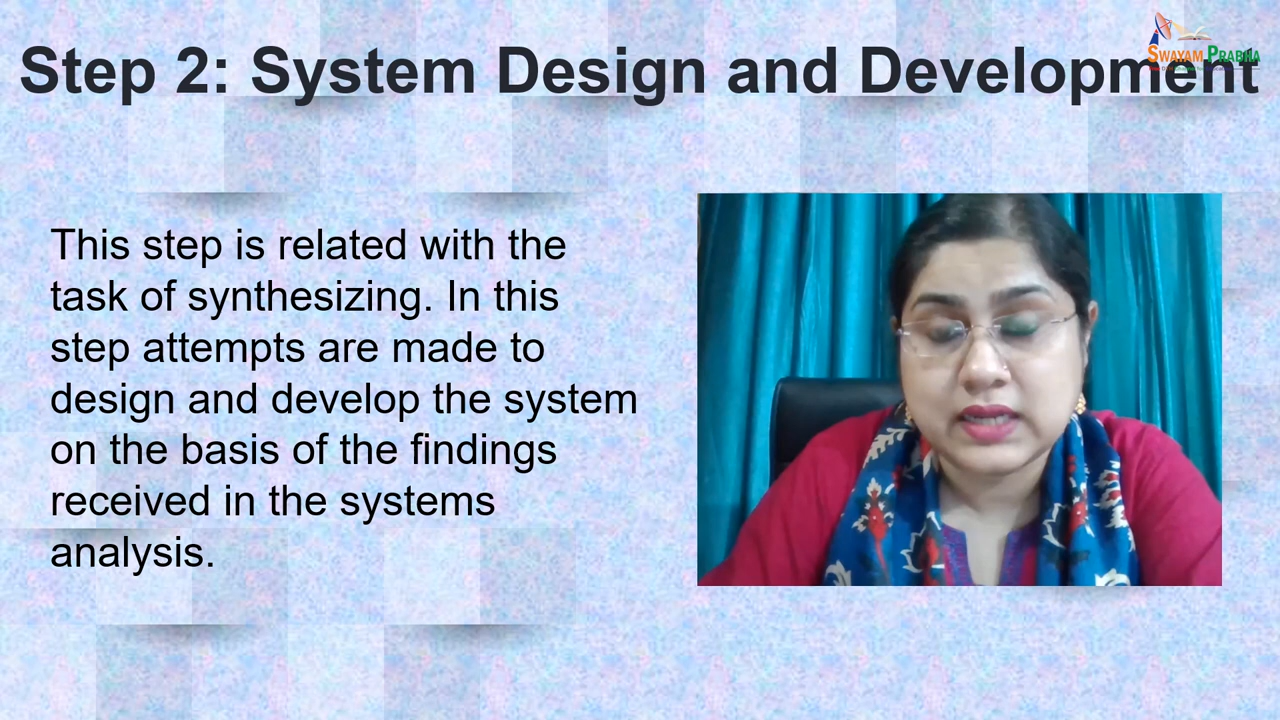 Step 2: System Design and Development
SWAYAM PRABHA
This step is related with the
task of synthesizing. In this
step attempts are made to
design and develop the system
on the basis of the findings
received in the systems
analysis.